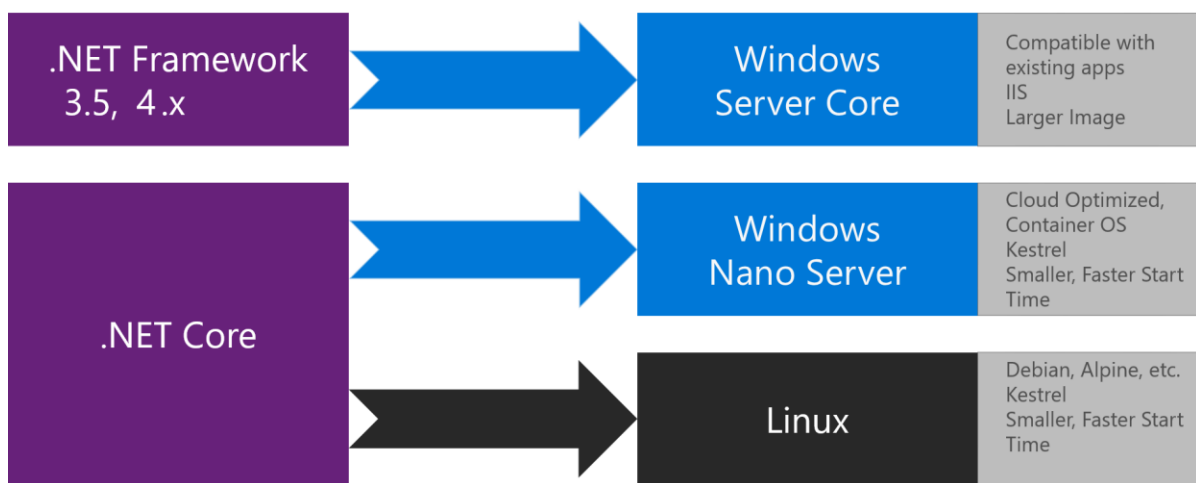 .NET Framework
3.5, 4.x
Windows
Server Core
Compatible with
existing apps
IIS
Larger Image
.NET Core
Windows
Nano Server
Cloud Optimized,
Container OS
Kestrel
Smaller, Faster Start
Time
Linux
Debian, Alpine, etc.
Kestrel
Smaller, Faster Start
Time